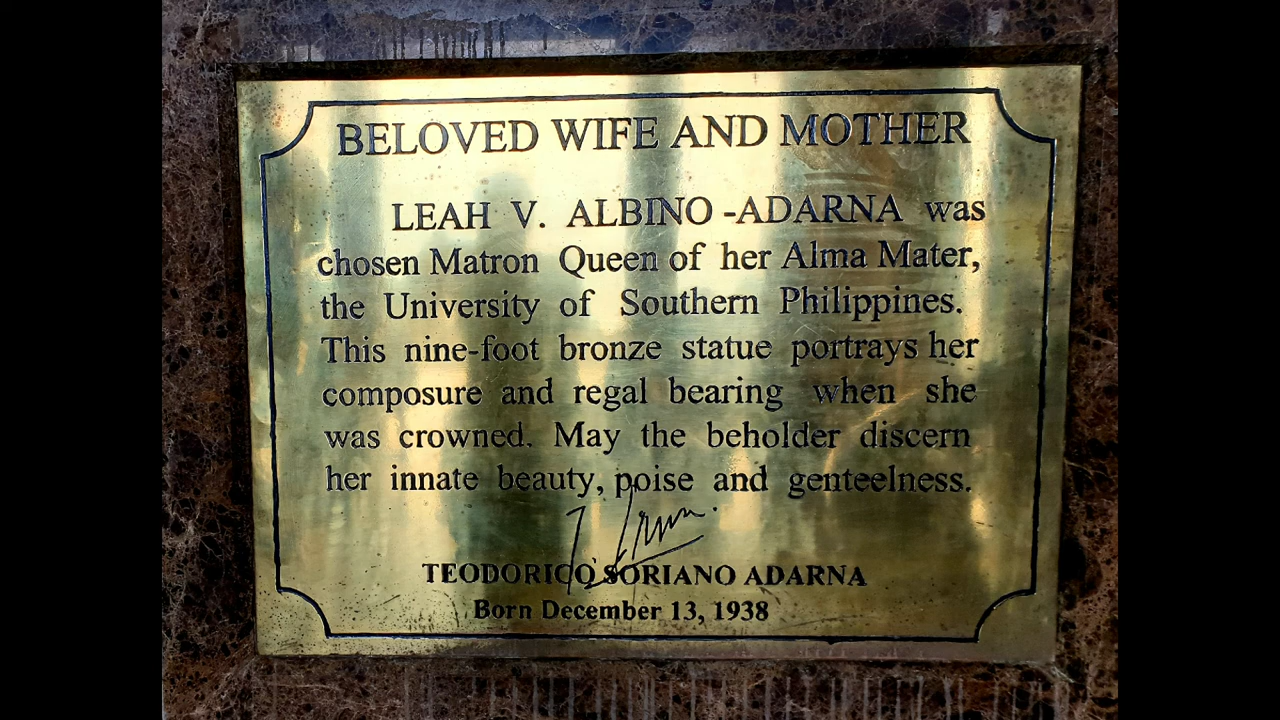 BELOVED WIFE AND MOTHER
LEAH V. ALBINO -ADARNA was
chosen Matron Queen of her Alma Mater,
the University of Southern Philippines.
This nine-foot bronze statue portrays her
composure and regal bearing when she
was crowned. May the beholder discern
her innate beauty, poise and genteelness.
TEODORICO SORIANO ADARNA
Born December 13, 1938